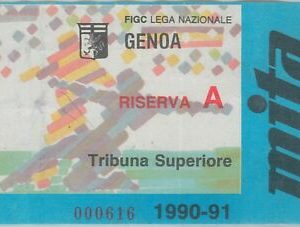 FIGC LEGA NAZIONALE
GENOA
RISERVA A
Tribuna Superiore
000616 1990-91
mita